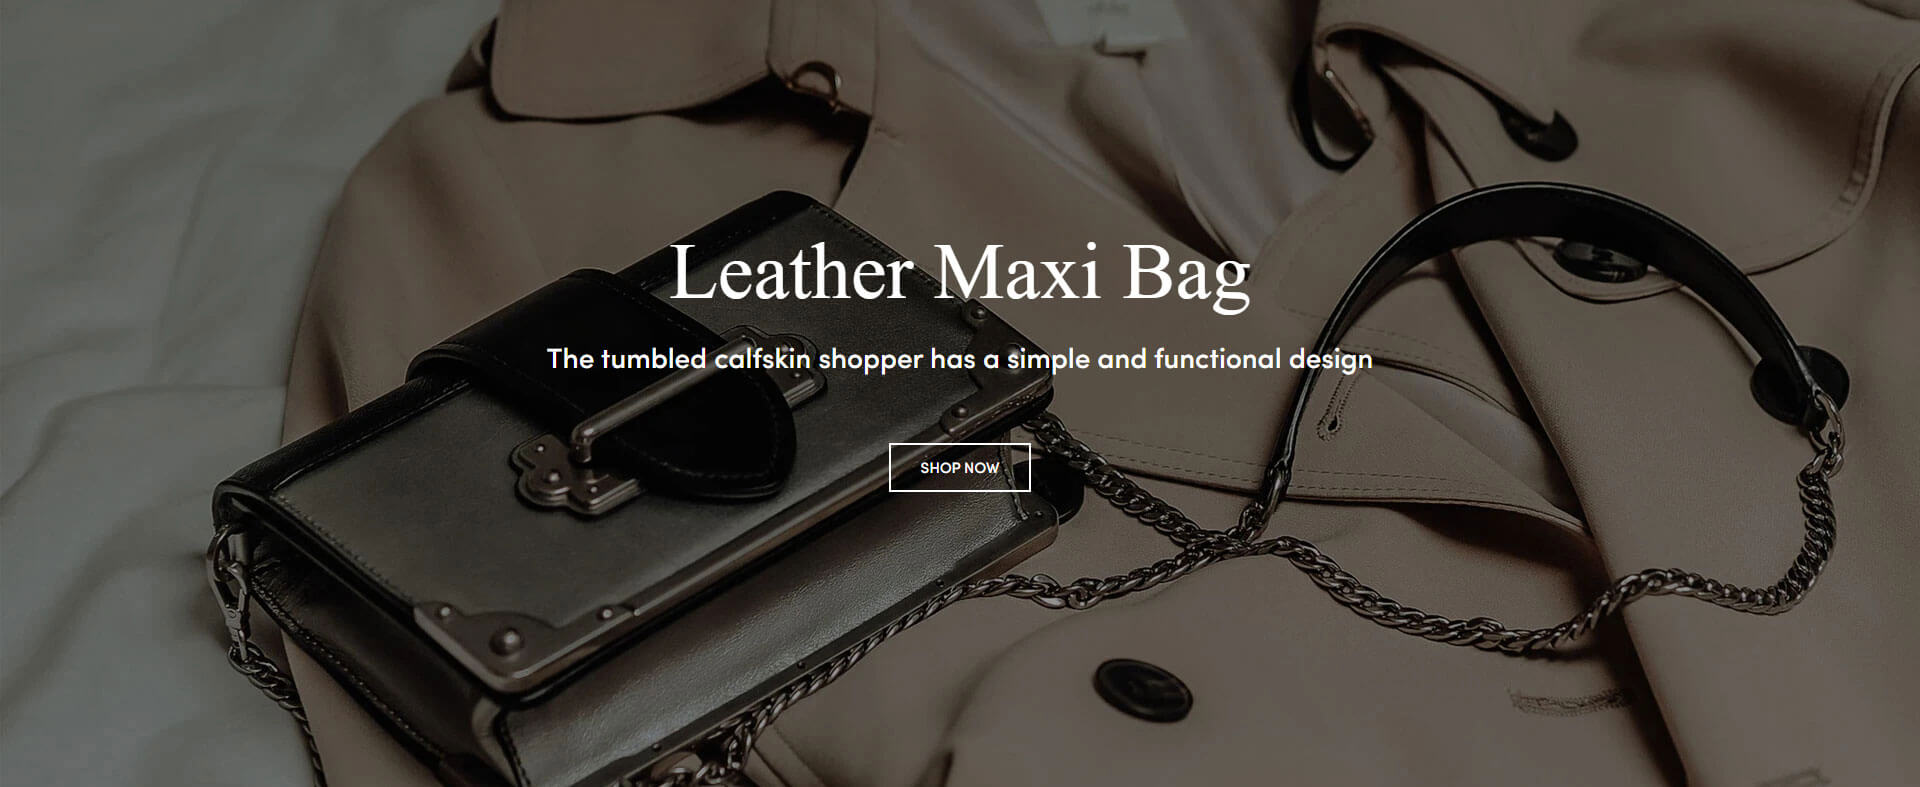 Leather Maxi Bag
The tumbled calfskin shopper has a simple and functional design
SHOP NOW